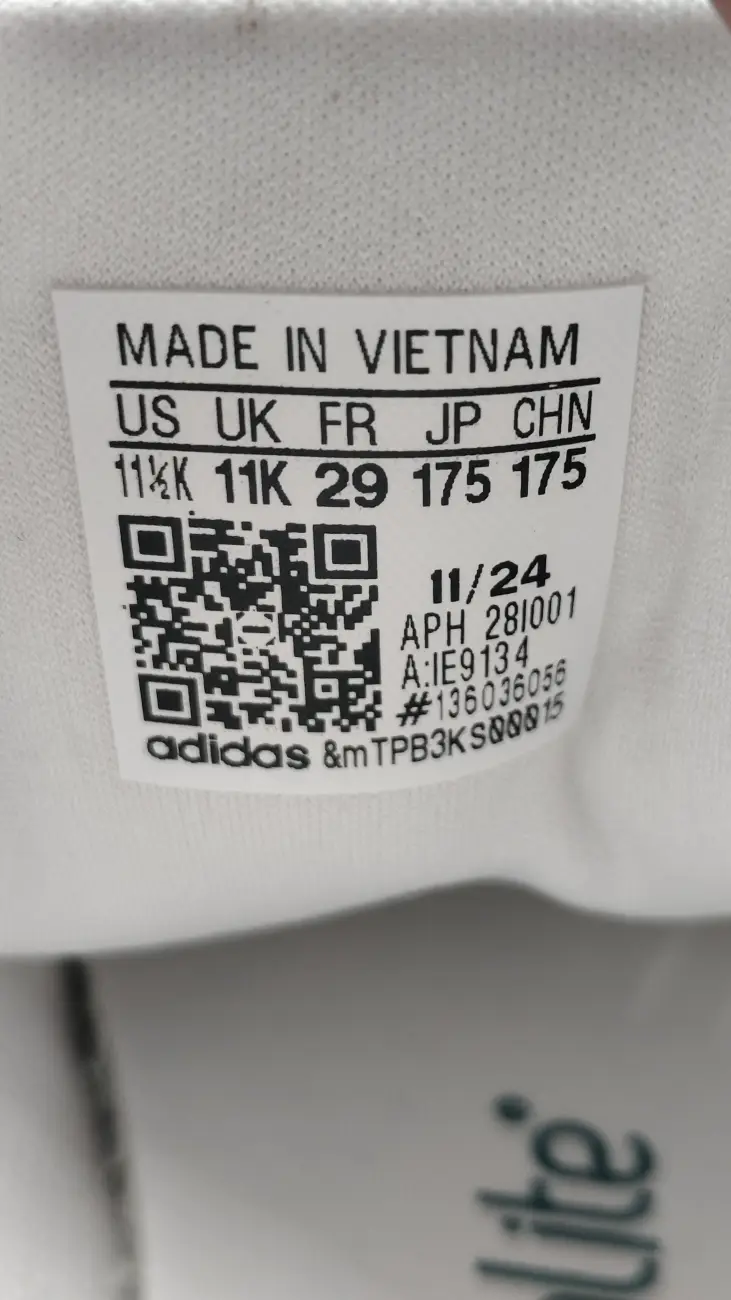 MADE IN VIETNAM
US UK FR JP CHN
11½K 11K 29 175 175
11/24
APH 28I001
A:IE9134
#136036056
adidas &mTPB3KS00015